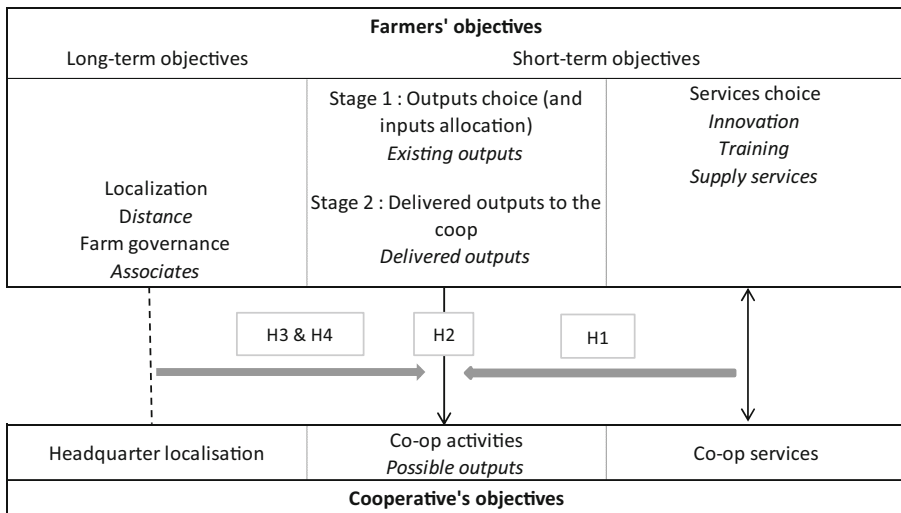 Farmers' objectives
Long-term objectives
Short-term objectives
Localization
Distance
Farm governance
Associates
Stage 1 : Outputs choice (and
inputs allocation)
Existing outputs
Stage 2 : Delivered outputs to the
coop
Delivered outputs
Services choice
Innovation
Training
Supply services
H3 & H4
H2
H1
Headquarter localisation
Co-op activities
Possible outputs
Co-op services
Cooperative's objectives